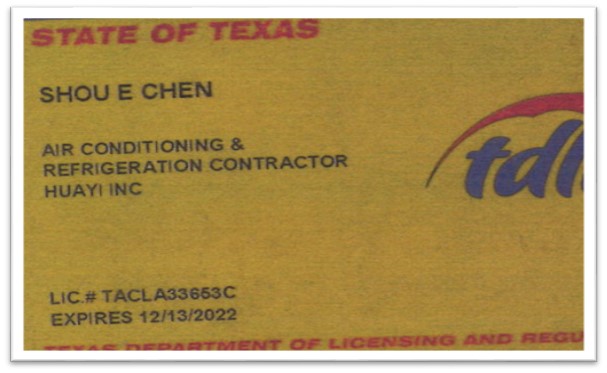 STATE OF TEXAS
SHOU E CHEN
AIR CONDITIONING &
REFRIGERATION CONTRACTOR
HUAYI INC
tdl
LIC.# TACLA33653C
EXPIRES 12/13/2022
TEXAS DEPARTMENT OF LICENSING AND REGU